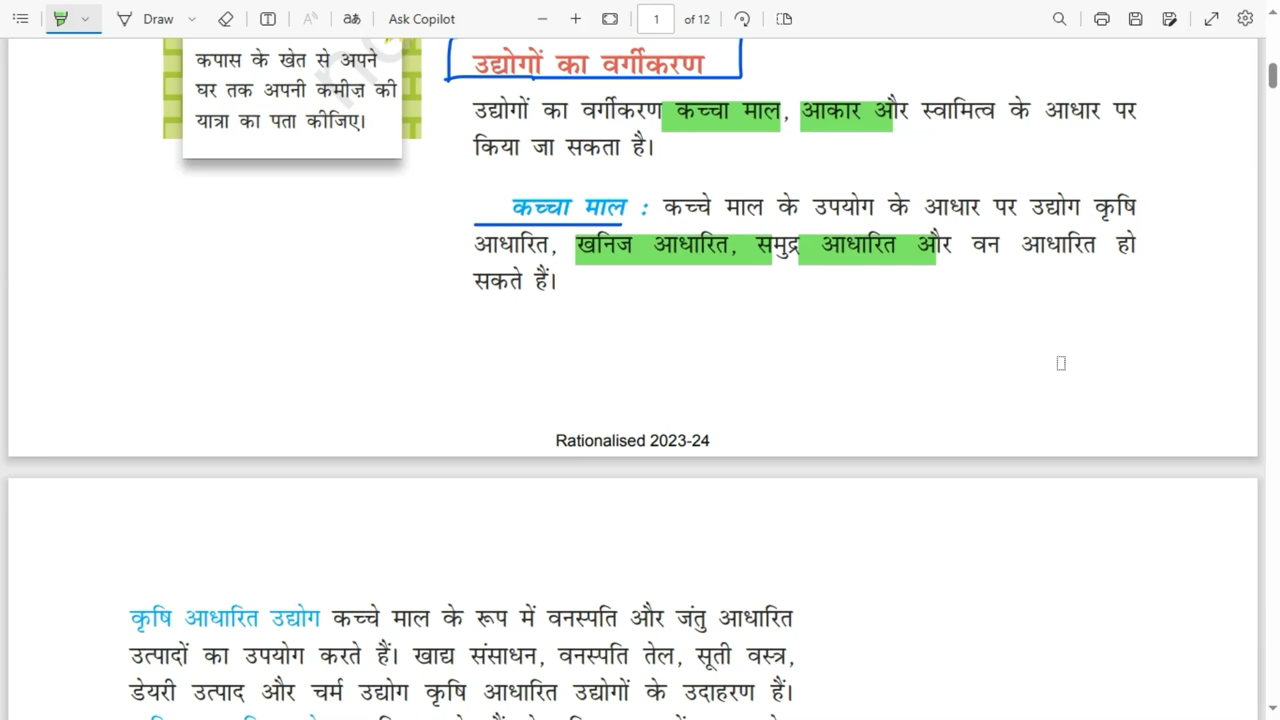 Draw
Ask Copilot
1 of 12
कपास के खेत से अपने
घर तक अपनी कमीज़ की
यात्रा का पता कीजिए।
उद्योगों का वर्गीकरण
उद्योगों का वर्गीकरण कच्चा माल, आकार और स्वामित्व के आधार पर
किया जा सकता है।
कच्चा माल : कच्चे माल के उपयोग के आधार पर उद्योग कृषि
आधारित, खनिज आधारित, समुद्र आधारित और वन आधारित हो
सकते हैं।
Rationalised 2023-24
कृषि आधारित उद्योग कच्चे माल के रूप में वनस्पति और जंतु आधारित
उत्पादों का उपयोग करते हैं। खाद्य संसाधन, वनस्पति तेल, सूती वस्त्र,
डेयरी उत्पाद और चर्म उद्योग कृषि आधारित उद्योगों के उदाहरण हैं।